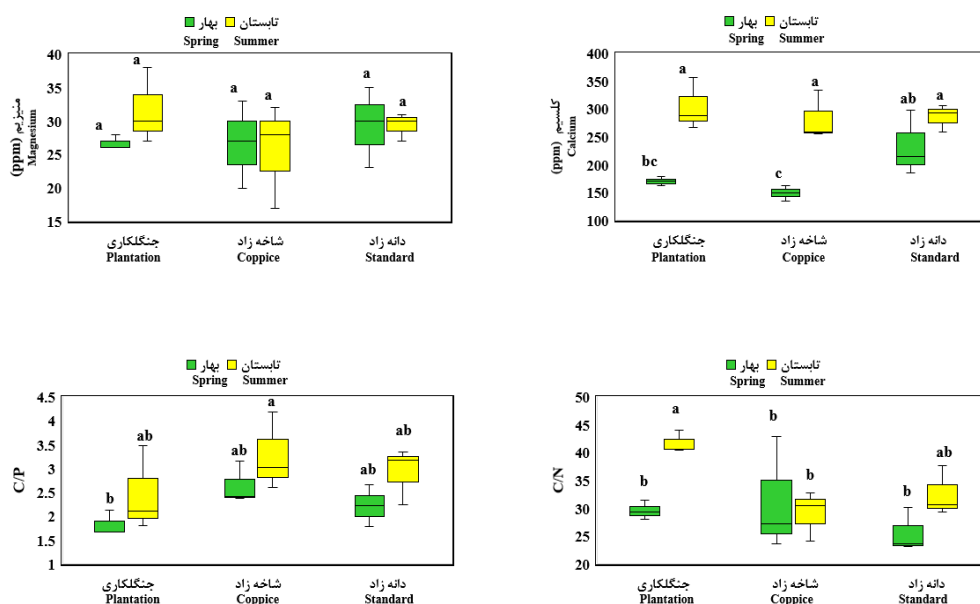 بهار تابستان
Spring Summer
منیزیم (ppm)
Magnesium
40
35
30
25
20
15
a a a a a a
جنگلکاری شاخه زاد دانه زاد
Plantation Coppice Standard
بهار تابستان
Spring Summer
کلسیم (ppm)
Calcium
400
350
300
250
200
150
100
bc a c a ab a
جنگلکاری شاخه زاد دانه زاد
Plantation Coppice Standard
بهار تابستان
Spring Summer
C/P
4.5
4
3.5
3
2.5
2
1.5
1
b ab ab a ab ab
جنگلکاری شاخه زاد دانه زاد
Plantation Coppice Standard
بهار تابستان
Spring Summer
C/N
50
45
40
35
30
25
20
b a b b b ab
جنگلکاری شاخه زاد دانه زاد
Plantation Coppice Standard